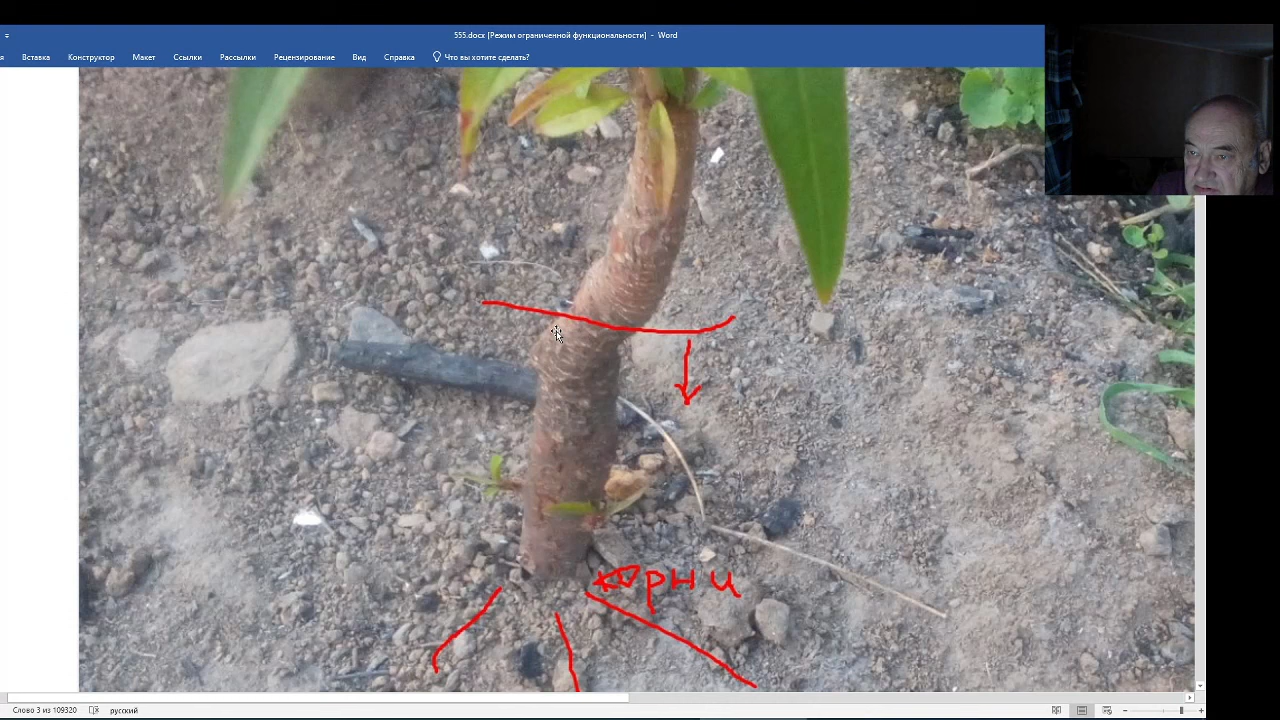 555.docx [Режим ограниченной функциональности] - Word
я Вставка Конструктор Макет Ссылки Рассылки Рецензирование Вид Справка Что вы хотите сделать?
корни
Слово 3 из 109320 русский